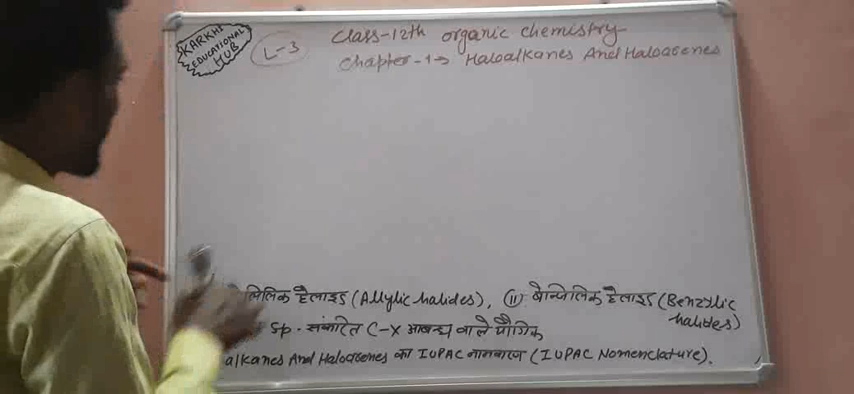 KARKHI
EDUCATIONAL
HUB
L-3
Class-12th organic chemistry
Chapter-1→ Haloalkanes And Haloarenes
लिक हैलाइड (Allylic halides), (ii) बेन्जिलिक हैलाइड (Benzylic
halides)
Sp - संकरित C-X आबन्ध वाले यौगिक
alkanes And Haloarenes का IUPAC नामकरण (IUPAC Nomenclature).